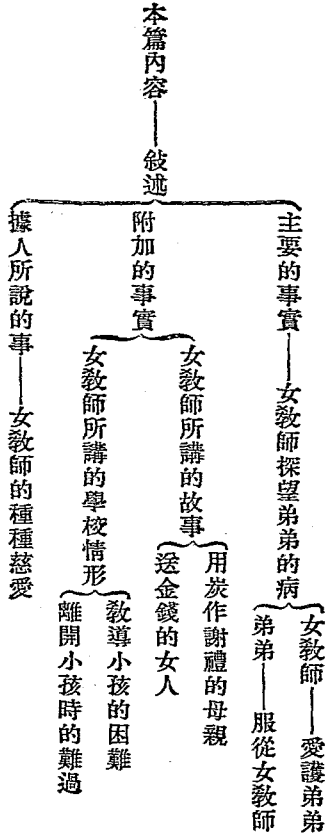 本篇內容——敍述
主要的事實——女教師探望弟弟的病
女教師——愛護弟弟
弟弟——服從女教師
附加的事實
女教師所講的故事
用炭作謝禮的母親
送金錢的女人
女教師所講的學校情形
教導小孩的困難
離開小孩時的難過
據人所說的事——女教師的種種慈愛